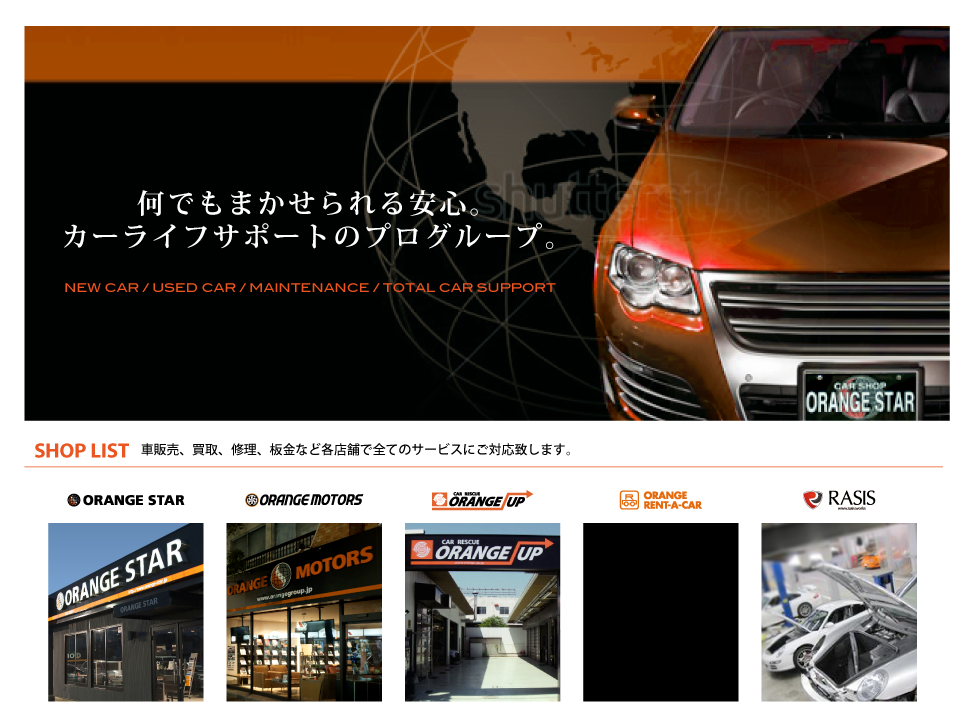 何でもまかせられる安心。
カーライフサポートのプログループ。
NEW CAR / USED CAR / MAINTENANCE / TOTAL CAR SUPPORT
shutterstock
CAR SHOP
ORANGE STAR
SHOP LIST 車販売、買取、修理、板金など各店舗で全てのサービスにご対応致します。
ORANGE STAR
ORANGE MOTORS
CAR RESCUE
ORANGE UP
ORANGE
RENT-A-CAR
RASIS
ORANGE STAR
ORANGE STAR
ORANGE MOTORS
www.orangegroup.jp
CAR RESCUE
ORANGE UP